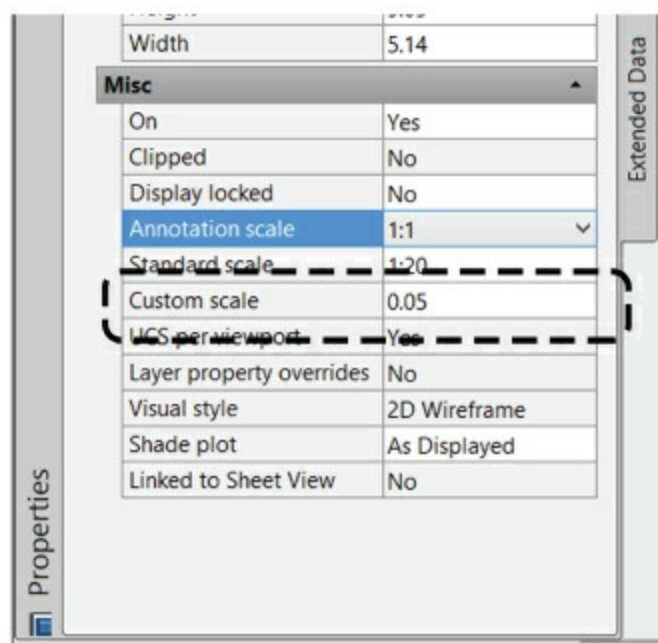 Width 5.14
Misc
On Yes
Clipped No
Display locked No
Annotation scale 1:1
Standard scale 1:20
Custom scale 0.05
UCS per viewport Yes
Layer property overrides No
Visual style 2D Wireframe
Shade plot As Displayed
Linked to Sheet View No
Extended Data
Properties